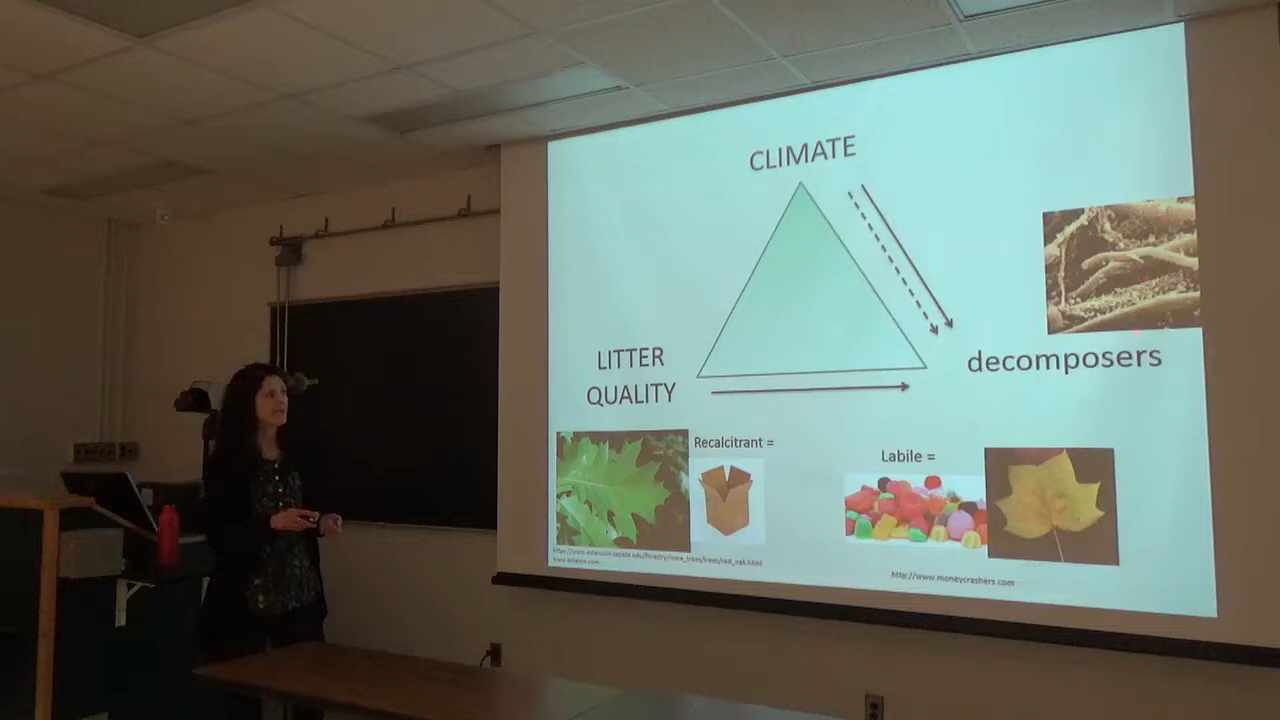 CLIMATE
LITTER
QUALITY
decomposers
Recalcitrant =
Labile =
http://www.moneycrashers.com